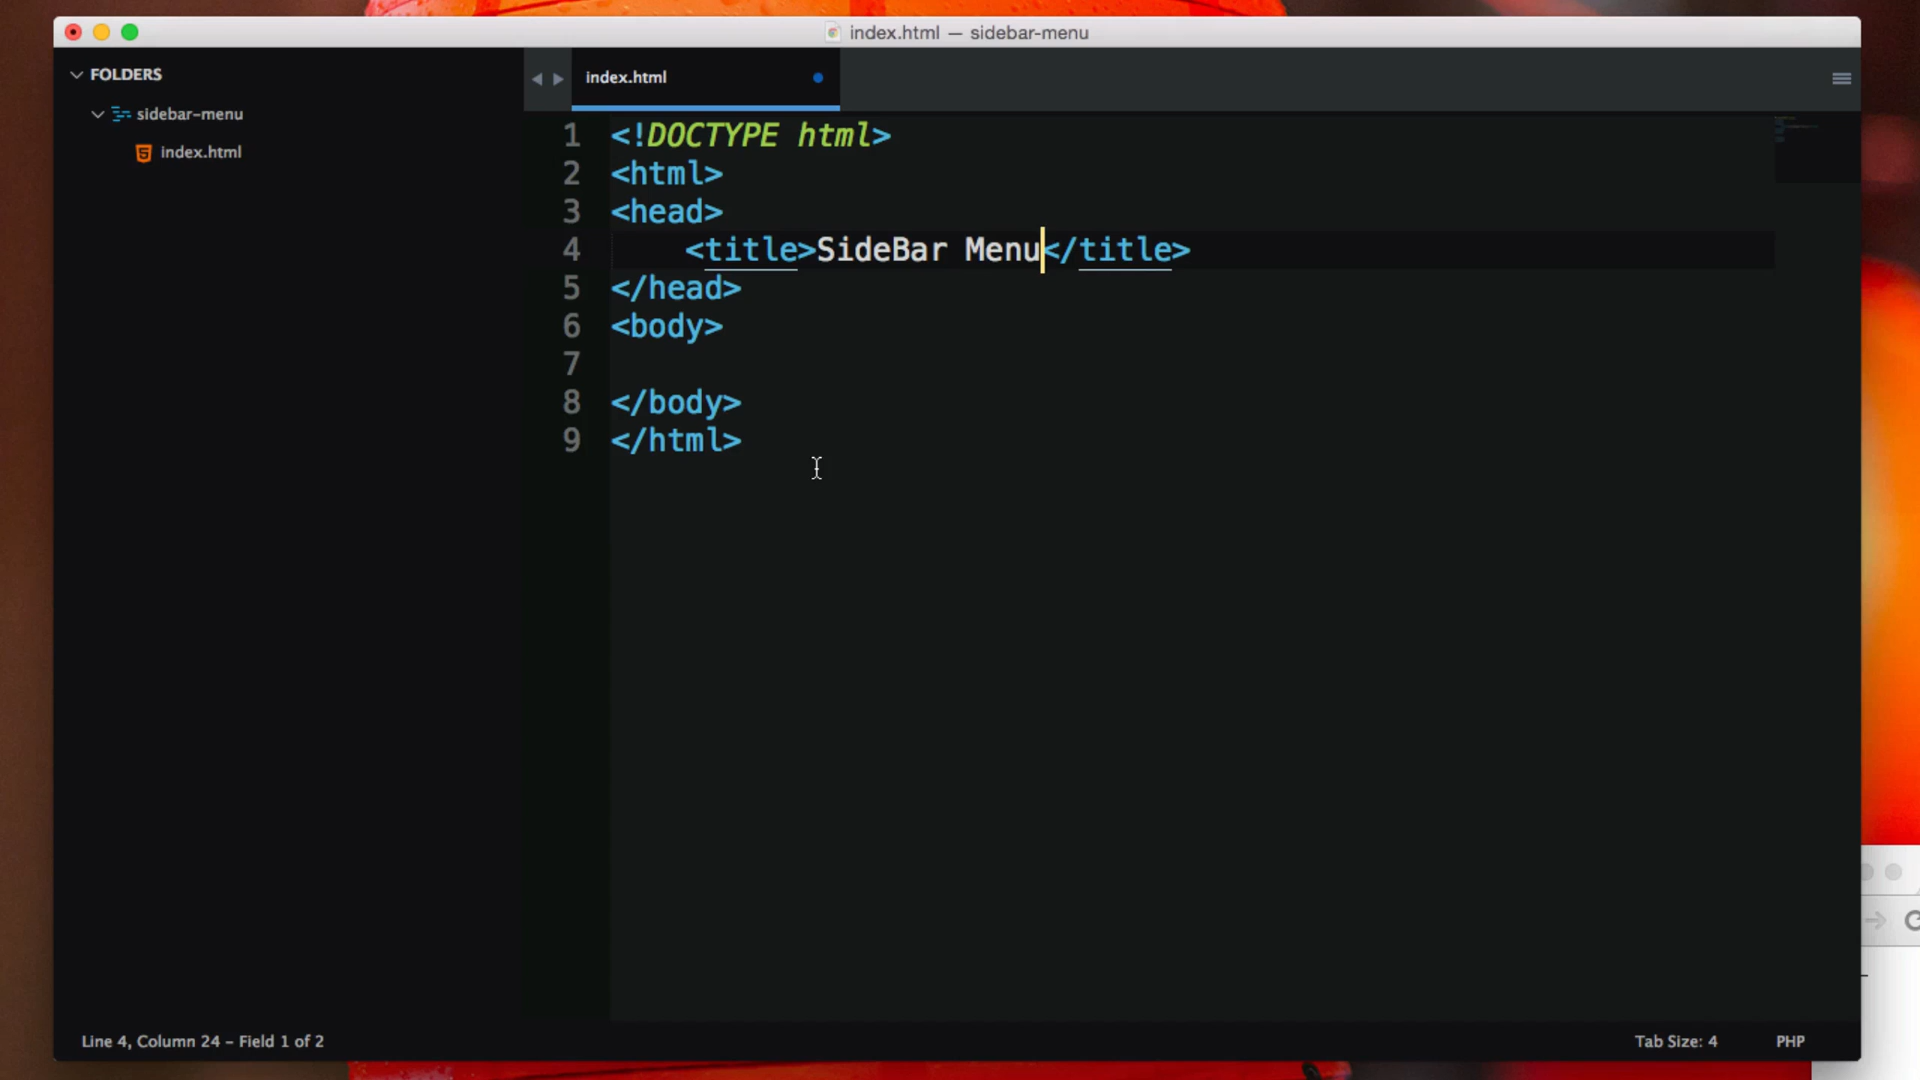 index.html — sidebar-menu
FOLDERS
sidebar-menu
index.html
index.html
1 <!DOCTYPE html>
2 <html>
3 <head>
4 <title>SideBar Menu</title>
5 </head>
6 <body>
7
8 </body>
9 </html>
Line 4, Column 24 – Field 1 of 2
Tab Size: 4
PHP